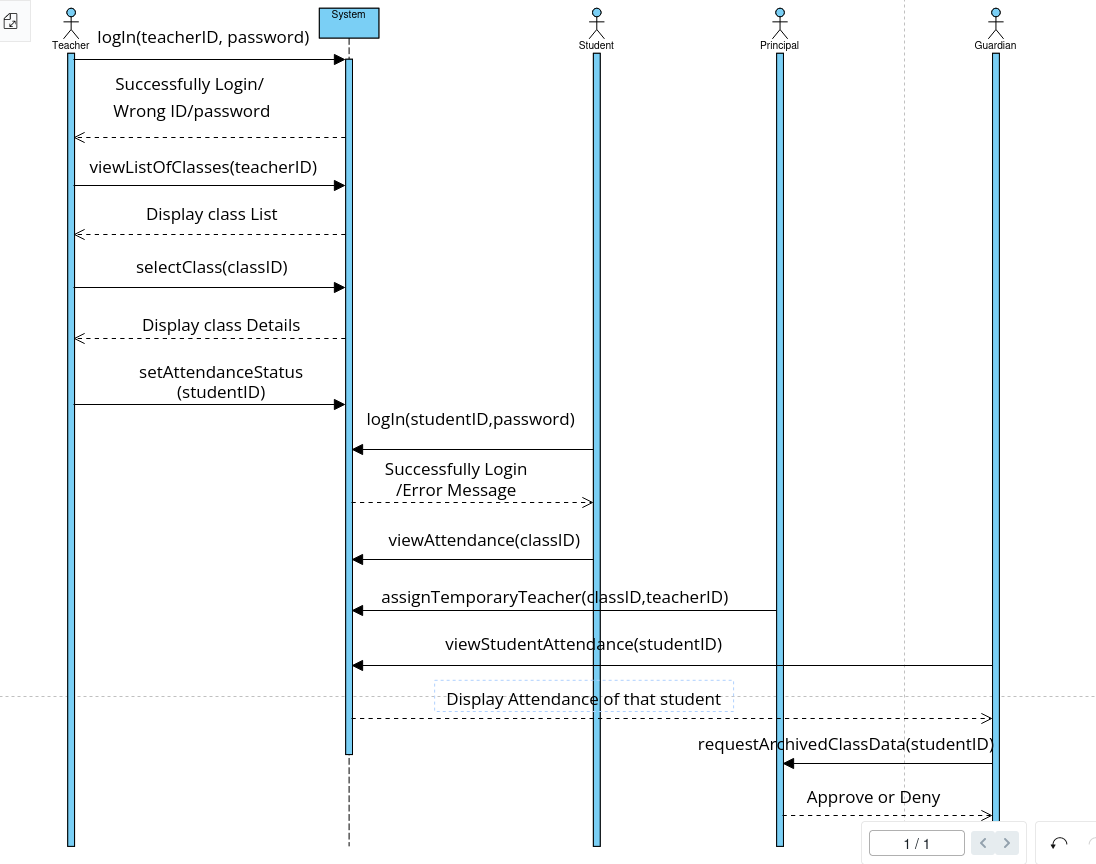 Teacher
System
Student
Principal
Guardian
logIn(teacherID, password)
Successfully Login/
Wrong ID/password
viewListOfClasses(teacherID)
Display class List
selectClass(classID)
Display class Details
setAttendanceStatus
(studentID)
logIn(studentID,password)
Successfully Login
/Error Message
viewAttendance(classID)
assignTemporaryTeacher(classID,teacherID)
viewStudentAttendance(studentID)
Display Attendance of that student
requestArchivedClassData(studentID)
Approve or Deny
1 / 1